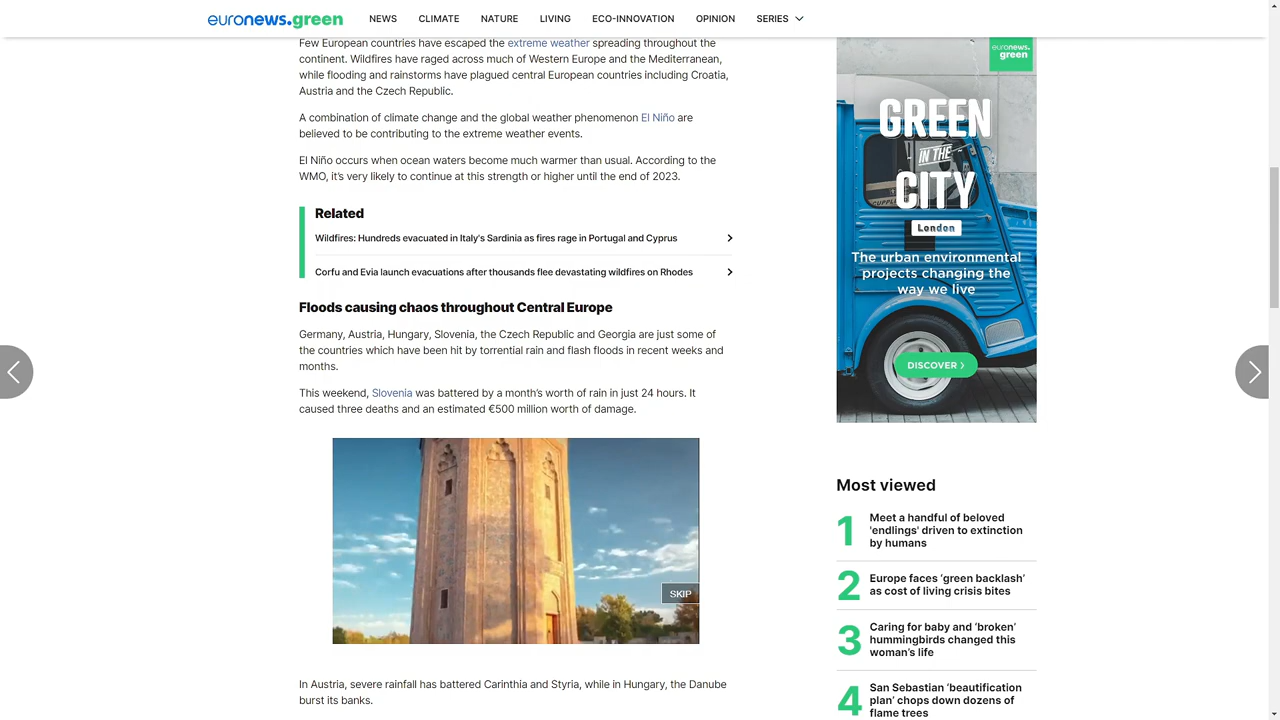 euronews.green
NEWS
CLIMATE
NATURE
LIVING
ECO-INNOVATION
OPINION
SERIES
Few European countries have escaped the extreme weather spreading throughout the
continent. Wildfires have raged across much of Western Europe and the Mediterranean,
while flooding and rainstorms have plagued central European countries including Croatia,
Austria and the Czech Republic.
A combination of climate change and the global weather phenomenon El Niño are
believed to be contributing to the extreme weather events.
El Niño occurs when ocean waters become much warmer than usual. According to the
WMO, it's very likely to continue at this strength or higher until the end of 2023.
Related
Wildfires: Hundreds evacuated in Italy's Sardinia as fires rage in Portugal and Cyprus
Corfu and Evia launch evacuations after thousands flee devastating wildfires on Rhodes
Floods causing chaos throughout Central Europe
Germany, Austria, Hungary, Slovenia, the Czech Republic and Georgia are just some of
the countries which have been hit by torrential rain and flash floods in recent weeks and
months.
This weekend, Slovenia was battered by a month's worth of rain in just 24 hours. It
caused three deaths and an estimated €500 million worth of damage.
SKIP
In Austria, severe rainfall has battered Carinthia and Styria, while in Hungary, the Danube
burst its banks.
euronews.
green
GREEN
IN THE
CITY
London
The urban environmental
projects changing the
way we live
DISCOVER
Most viewed
1
Meet a handful of beloved
'endlings' driven to extinction
by humans
2
Europe faces ‘green backlash’
as cost of living crisis bites
3
Caring for baby and ‘broken’
hummingbirds changed this
woman’s life
4
San Sebastian ‘beautification
plan’ chops down dozens of
flame trees